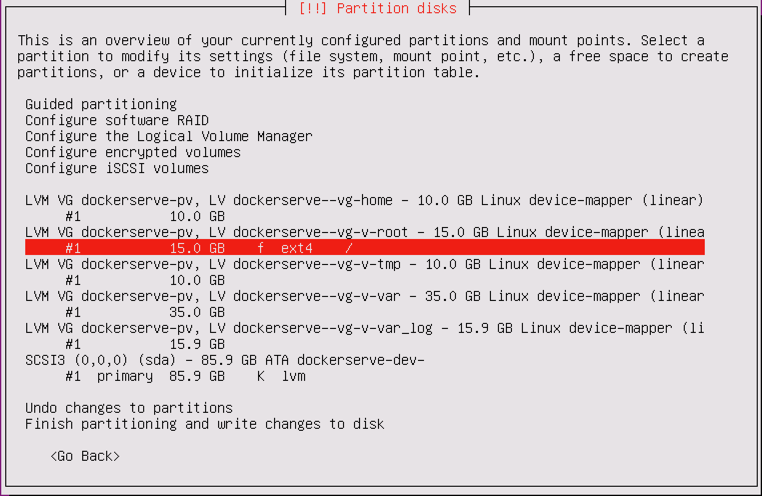 [!!] Partition disks
This is an overview of your currently configured partitions and mount points. Select a
partition to modify its settings (file system, mount point, etc.), a free space to create
partitions, or a device to initialize its partition table.
Guided partitioning
Configure software RAID
Configure the Logical Volume Manager
Configure encrypted volumes
Configure iSCSI volumes
LVM VG dockerserve-pv, LV dockerserve--vg-home - 10.0 GB Linux device-mapper (linear)
#1 10.0 GB
LVM VG dockerserve-pv, LV dockerserve--vg-v-root - 15.0 GB Linux device-mapper (linea
#1 15.0 GB f ext4 /
LVM VG dockerserve-pv, LV dockerserve--vg-v-tmp - 10.0 GB Linux device-mapper (linear
#1 10.0 GB
LVM VG dockerserve-pv, LV dockerserve--vg-v-var - 35.0 GB Linux device-mapper (linear
#1 35.0 GB
LVM VG dockerserve-pv, LV dockerserve--vg-v-var_log - 15.9 GB Linux device-mapper (li
#1 15.9 GB
SCSI3 (0,0,0) (sda) - 85.9 GB ATA dockerserve-dev-
#1 primary 85.9 GB K lvm
Undo changes to partitions
Finish partitioning and write changes to disk
<Go Back>